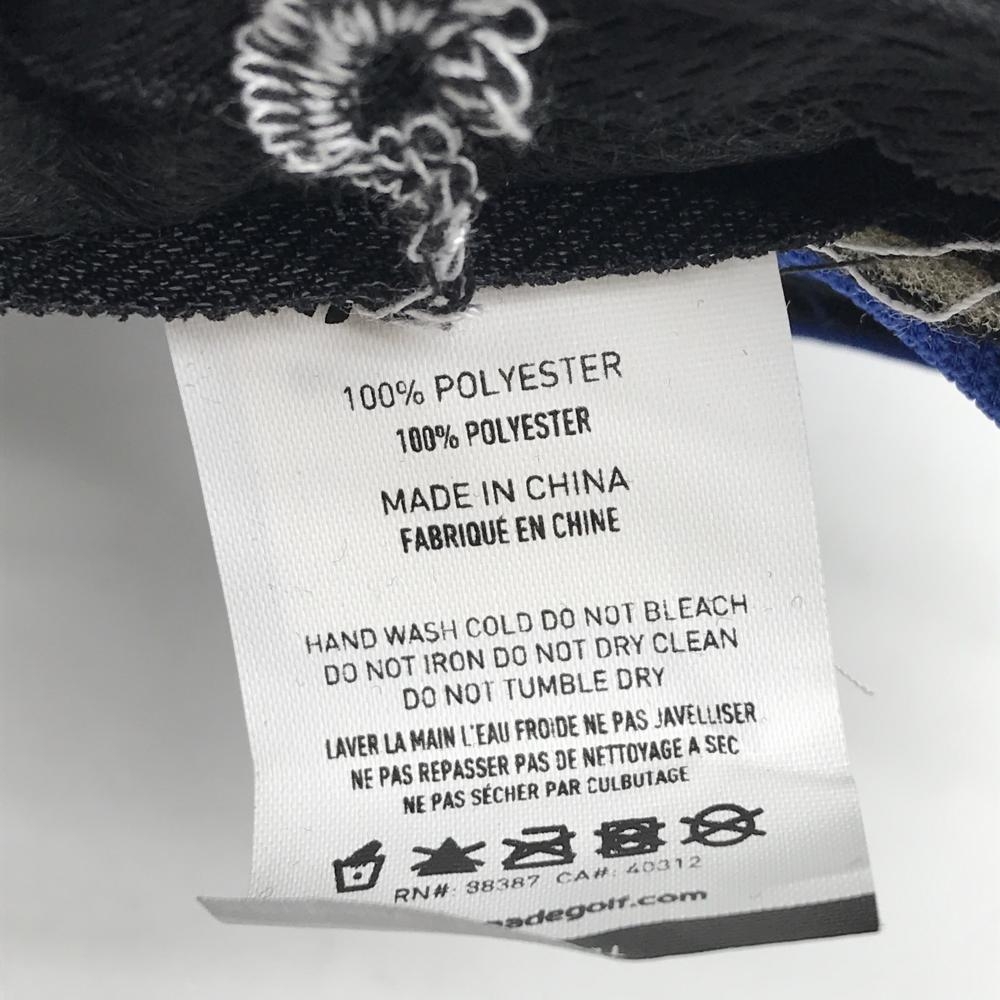 100% POLYESTER
100% POLYESTER
MADE IN CHINA
FABRIQUÉ EN CHINE
HAND WASH COLD DO NOT BLEACH
DO NOT IRON DO NOT DRY CLEAN
DO NOT TUMBLE DRY
LAVER LA MAIN L'EAU FROIDE NE PAS JAVELLISER
NE PAS REPASSER PAS DE NETTOYAGE A SEC
NE PAS SÉCHER PAR CULBUTAGE
RN#: 38387 CA#: 40312
adegolf.com